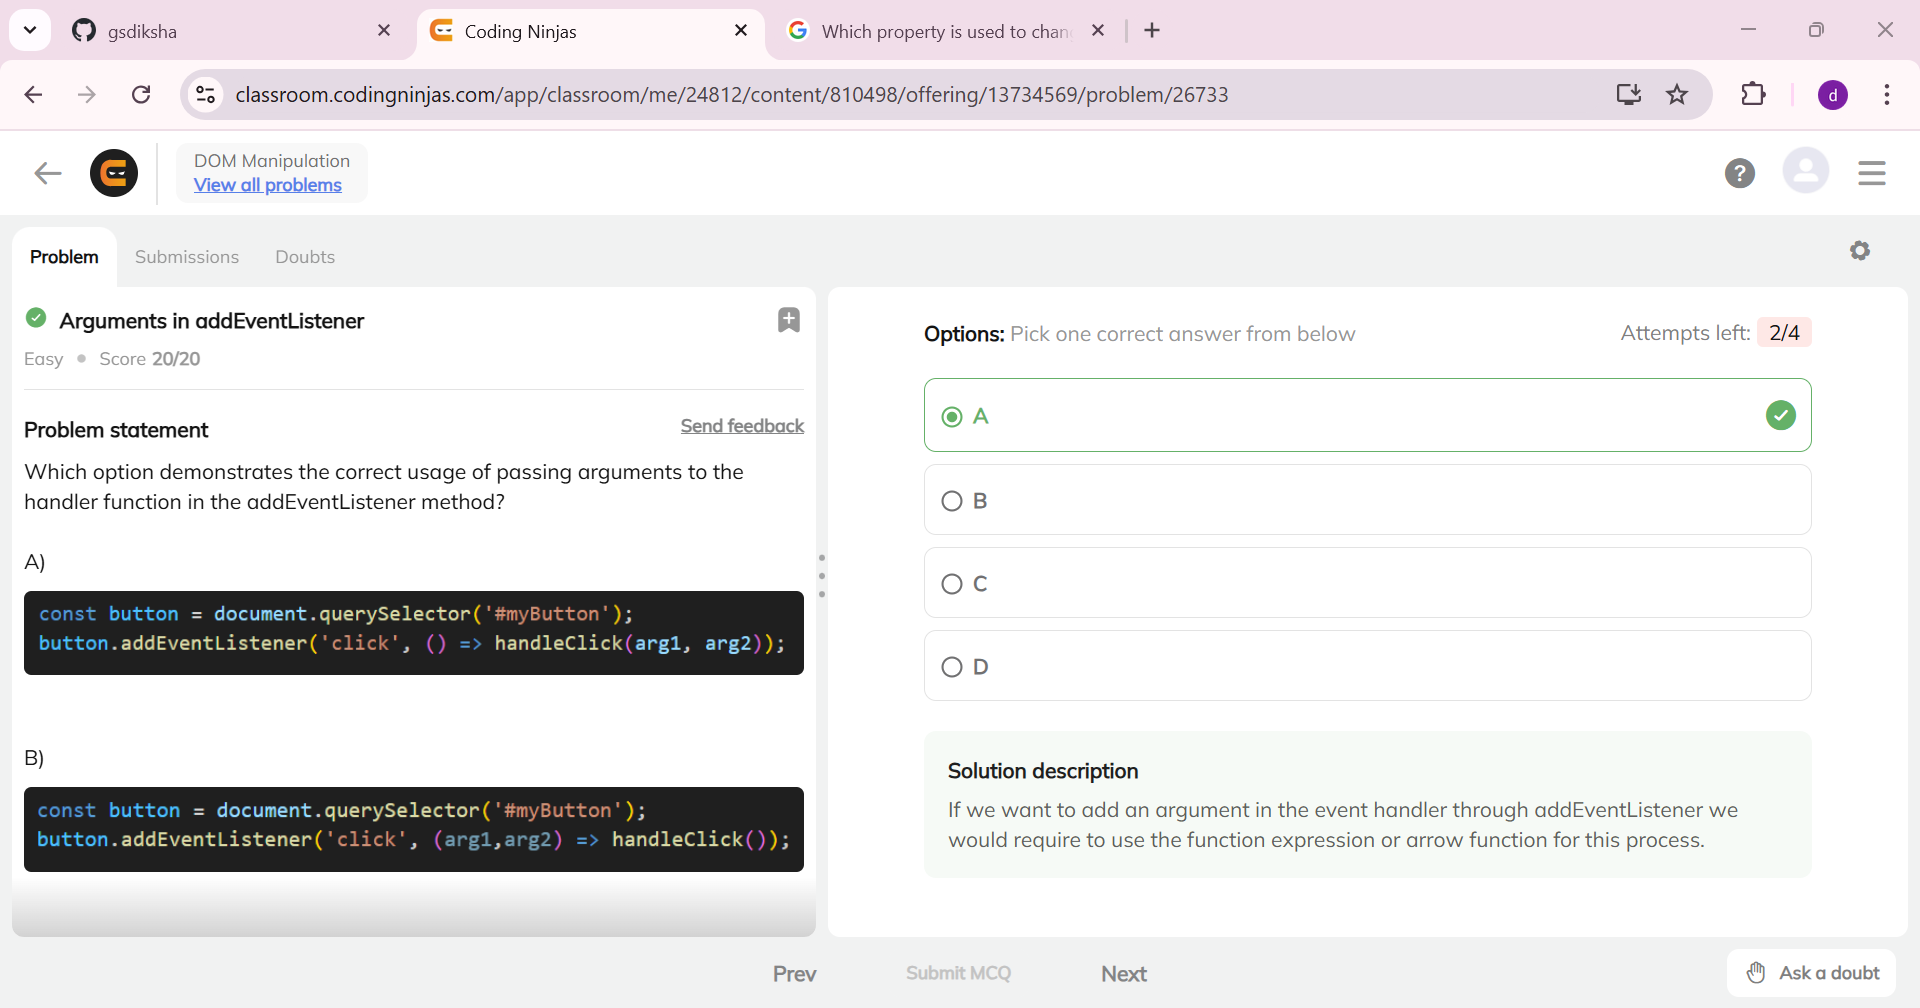 gsdiksha
Coding Ninjas
Which property is used to chan
classroom.codingninjas.com/app/classroom/me/24812/content/810498/offering/13734569/problem/26733
d
DOM Manipulation
View all problems
?
Problem
Submissions
Doubts
Arguments in addEventListener
Easy • Score 20/20
Problem statement
Send feedback
Which option demonstrates the correct usage of passing arguments to the
handler function in the addEventListener method?
A)
const button = document.querySelector('#myButton');
button.addEventListener('click', () => handleClick(arg1, arg2));
B)
const button = document.querySelector('#myButton');
button.addEventListener('click', (arg1,arg2) => handleClick());
Options: Pick one correct answer from below
Attempts left: 2/4
A
B
C
D
Solution description
If we want to add an argument in the event handler through addEventListener we
would require to use the function expression or arrow function for this process.
Prev
Submit MCQ
Next
Ask a doubt